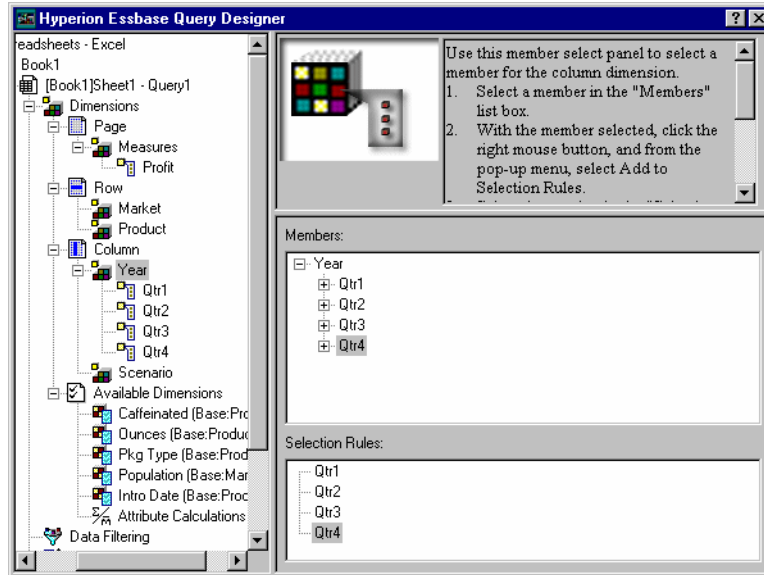 Hyperion Essbase Query Designer
readsheets - Excel
Book1
[Book1]Sheet1 - Query1
Dimensions
Page
Measures
Profit
Row
Market
Product
Column
Year
Qtr1
Qtr2
Qtr3
Qtr4
Scenario
Available Dimensions
Caffeinated (Base:Pro
Ounces (Base:Produc
Pkg Type (Base:Prod
Population (Base:Mar
Intro Date (Base:Proc
Attribute Calculations
Data Filtering
Use this member select panel to select a
member for the column dimension.
1. Select a member in the "Members"
list box.
2. With the member selected, click the
right mouse button, and from the
pop-up menu, select Add to
Selection Rules.
Members:
Year
Qtr1
Qtr2
Qtr3
Qtr4
Selection Rules:
Qtr1
Qtr2
Qtr3
Qtr4